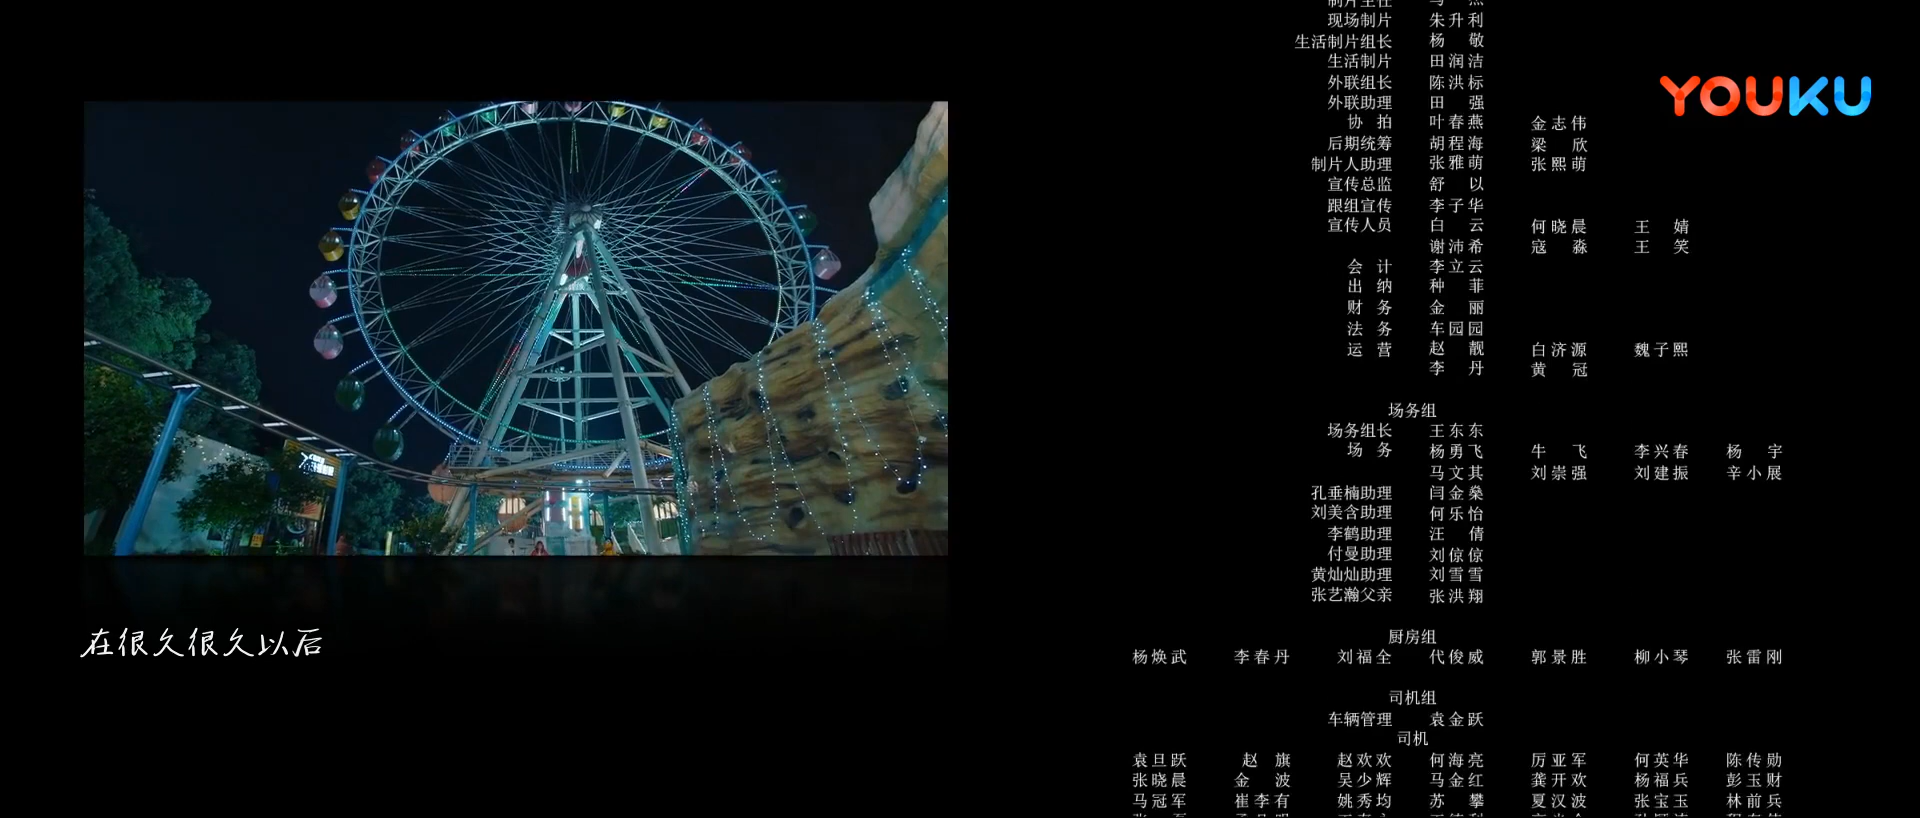 现场制片 朱升利
生活制片组长 杨敬
生活制片 田润洁
外联组长 陈洪标
外联助理 田强
协拍 叶春燕 金志伟
后期统筹 胡程海 梁欣
制片人助理 张雅萌 张熙萌
宣传总监 舒以
跟组宣传 李子华
宣传人员 白云 何晓晨 王婧
谢沛希 寇淼 王笑
会计 李立云
出纳 种菲
财务 金丽
法务 车园园
运营 赵靓 白济源 魏子熙
李丹 黄冠
场务组
场务组长 王东东
场务 杨勇飞 牛飞 李兴春 杨宇
马文其 刘崇强 刘建振 辛小展
孔垂楠助理 闫金燊
刘美含助理 何乐怡
李鹤助理 汪倩
付曼助理 刘倞倞
黄灿灿助理 刘雪雪
张艺瀚父亲 张洪翔
厨房组
杨焕武 李春丹 刘福全 代俊威 郭景胜 柳小琴 张雷刚
司机组
车辆管理 袁金跃
司机
袁旦跃 赵旗 赵欢欢 何海亮 厉亚军 何英华 陈传勋
张晓晨 金波 吴少辉 马金红 龚开欢 杨福兵 彭玉财
马冠军 崔李有 姚秀均 苏攀 夏汉波 张宝玉 林前兵
YOUKU
在很久很久以后